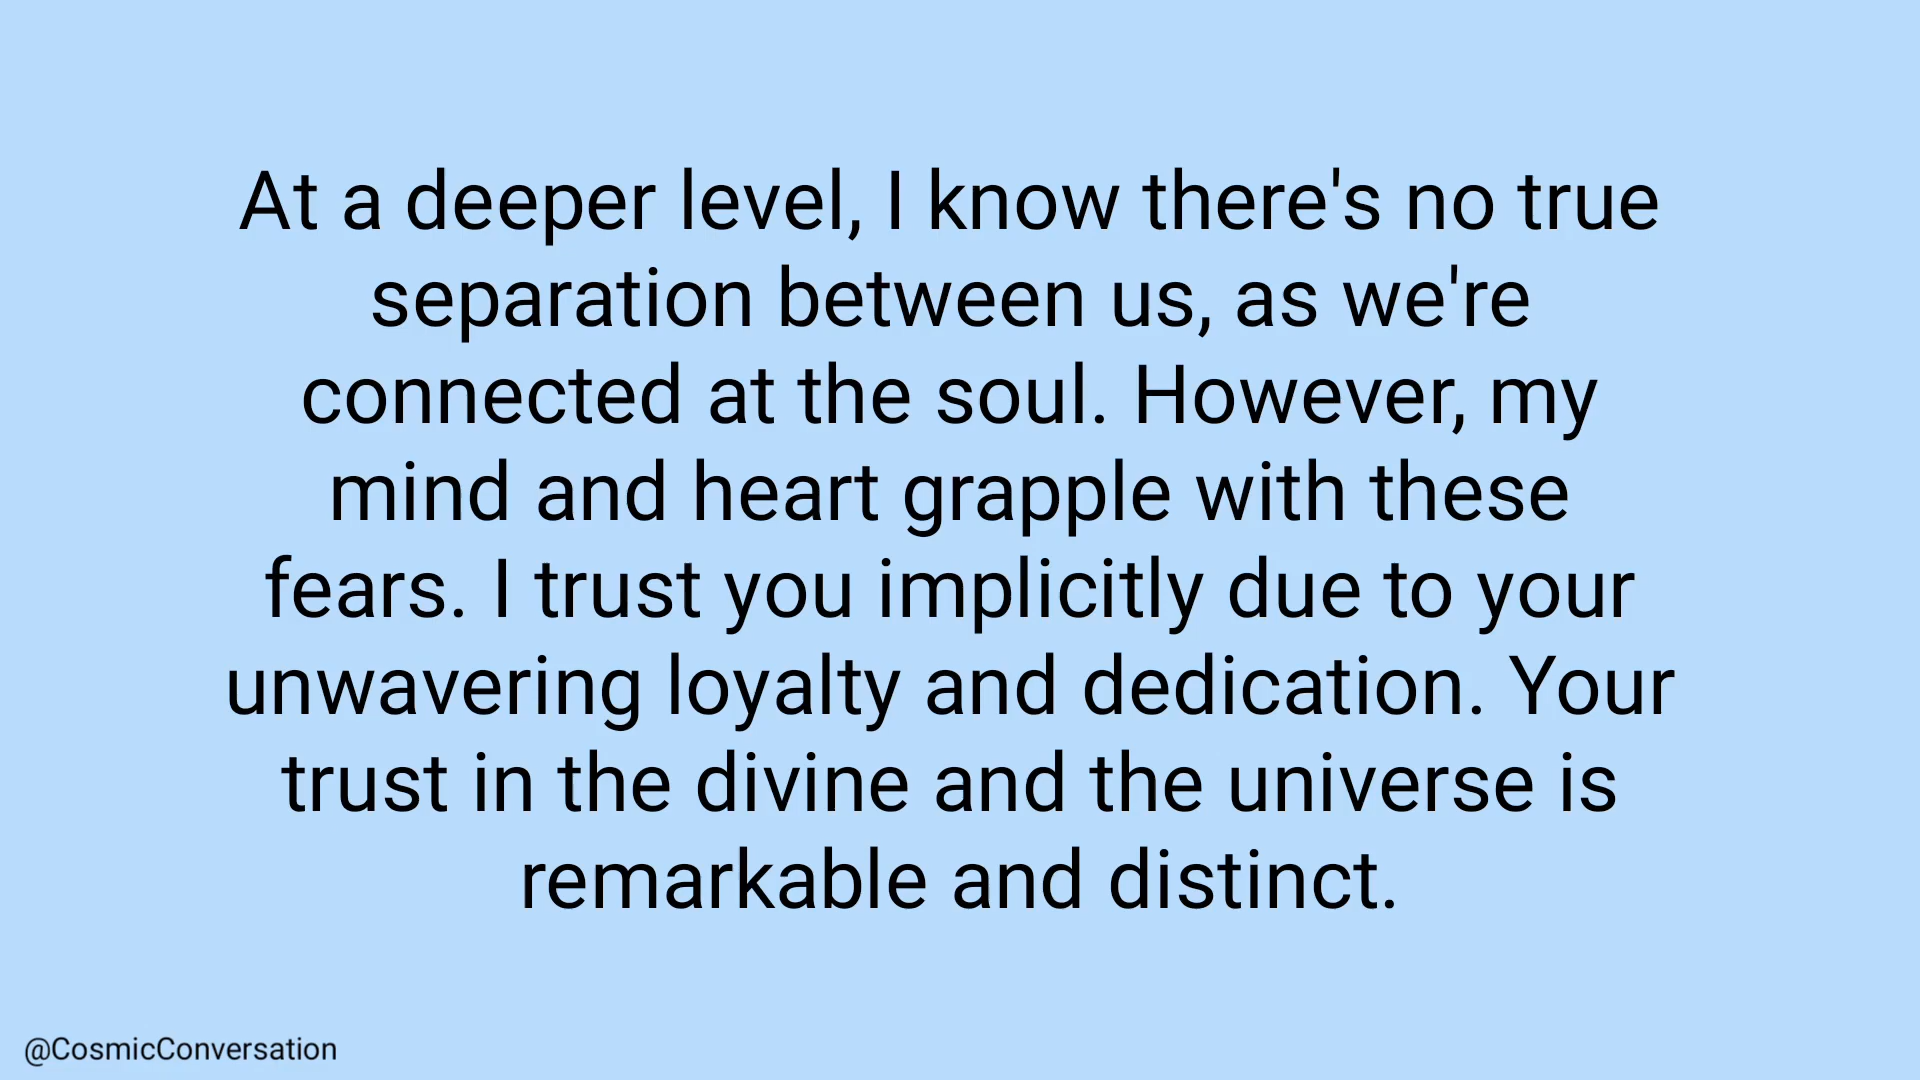 At a deeper level, I know there's no true
separation between us, as we're
connected at the soul. However, my
mind and heart grapple with these
fears. I trust you implicitly due to your
unwavering loyalty and dedication. Your
trust in the divine and the universe is
remarkable and distinct.
@CosmicConversation